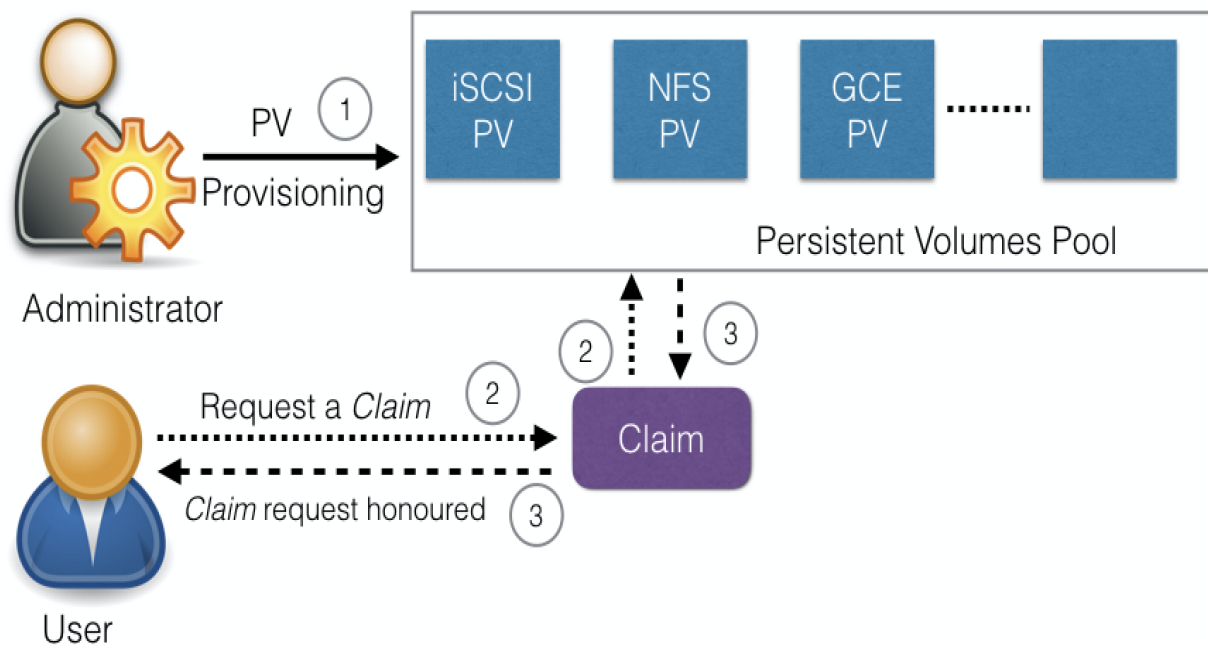 iSCSI
PV
NFS
PV
GCE
PV
PV
1
Provisioning
Persistent Volumes Pool
Administrator
2
3
Request a Claim
2
Claim
Claim request honoured
3
User